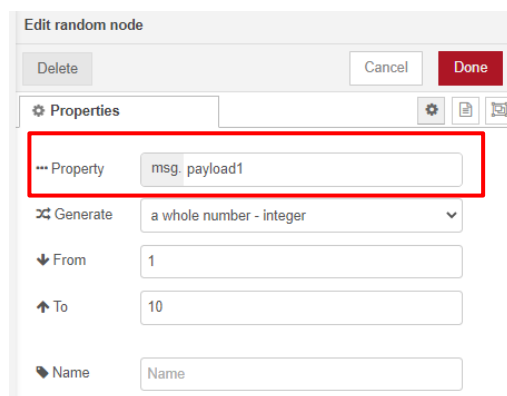 Edit random node
Delete Cancel Done
Properties
Property msg. payload1
Generate a whole number - integer
From 1
To 10
Name Name